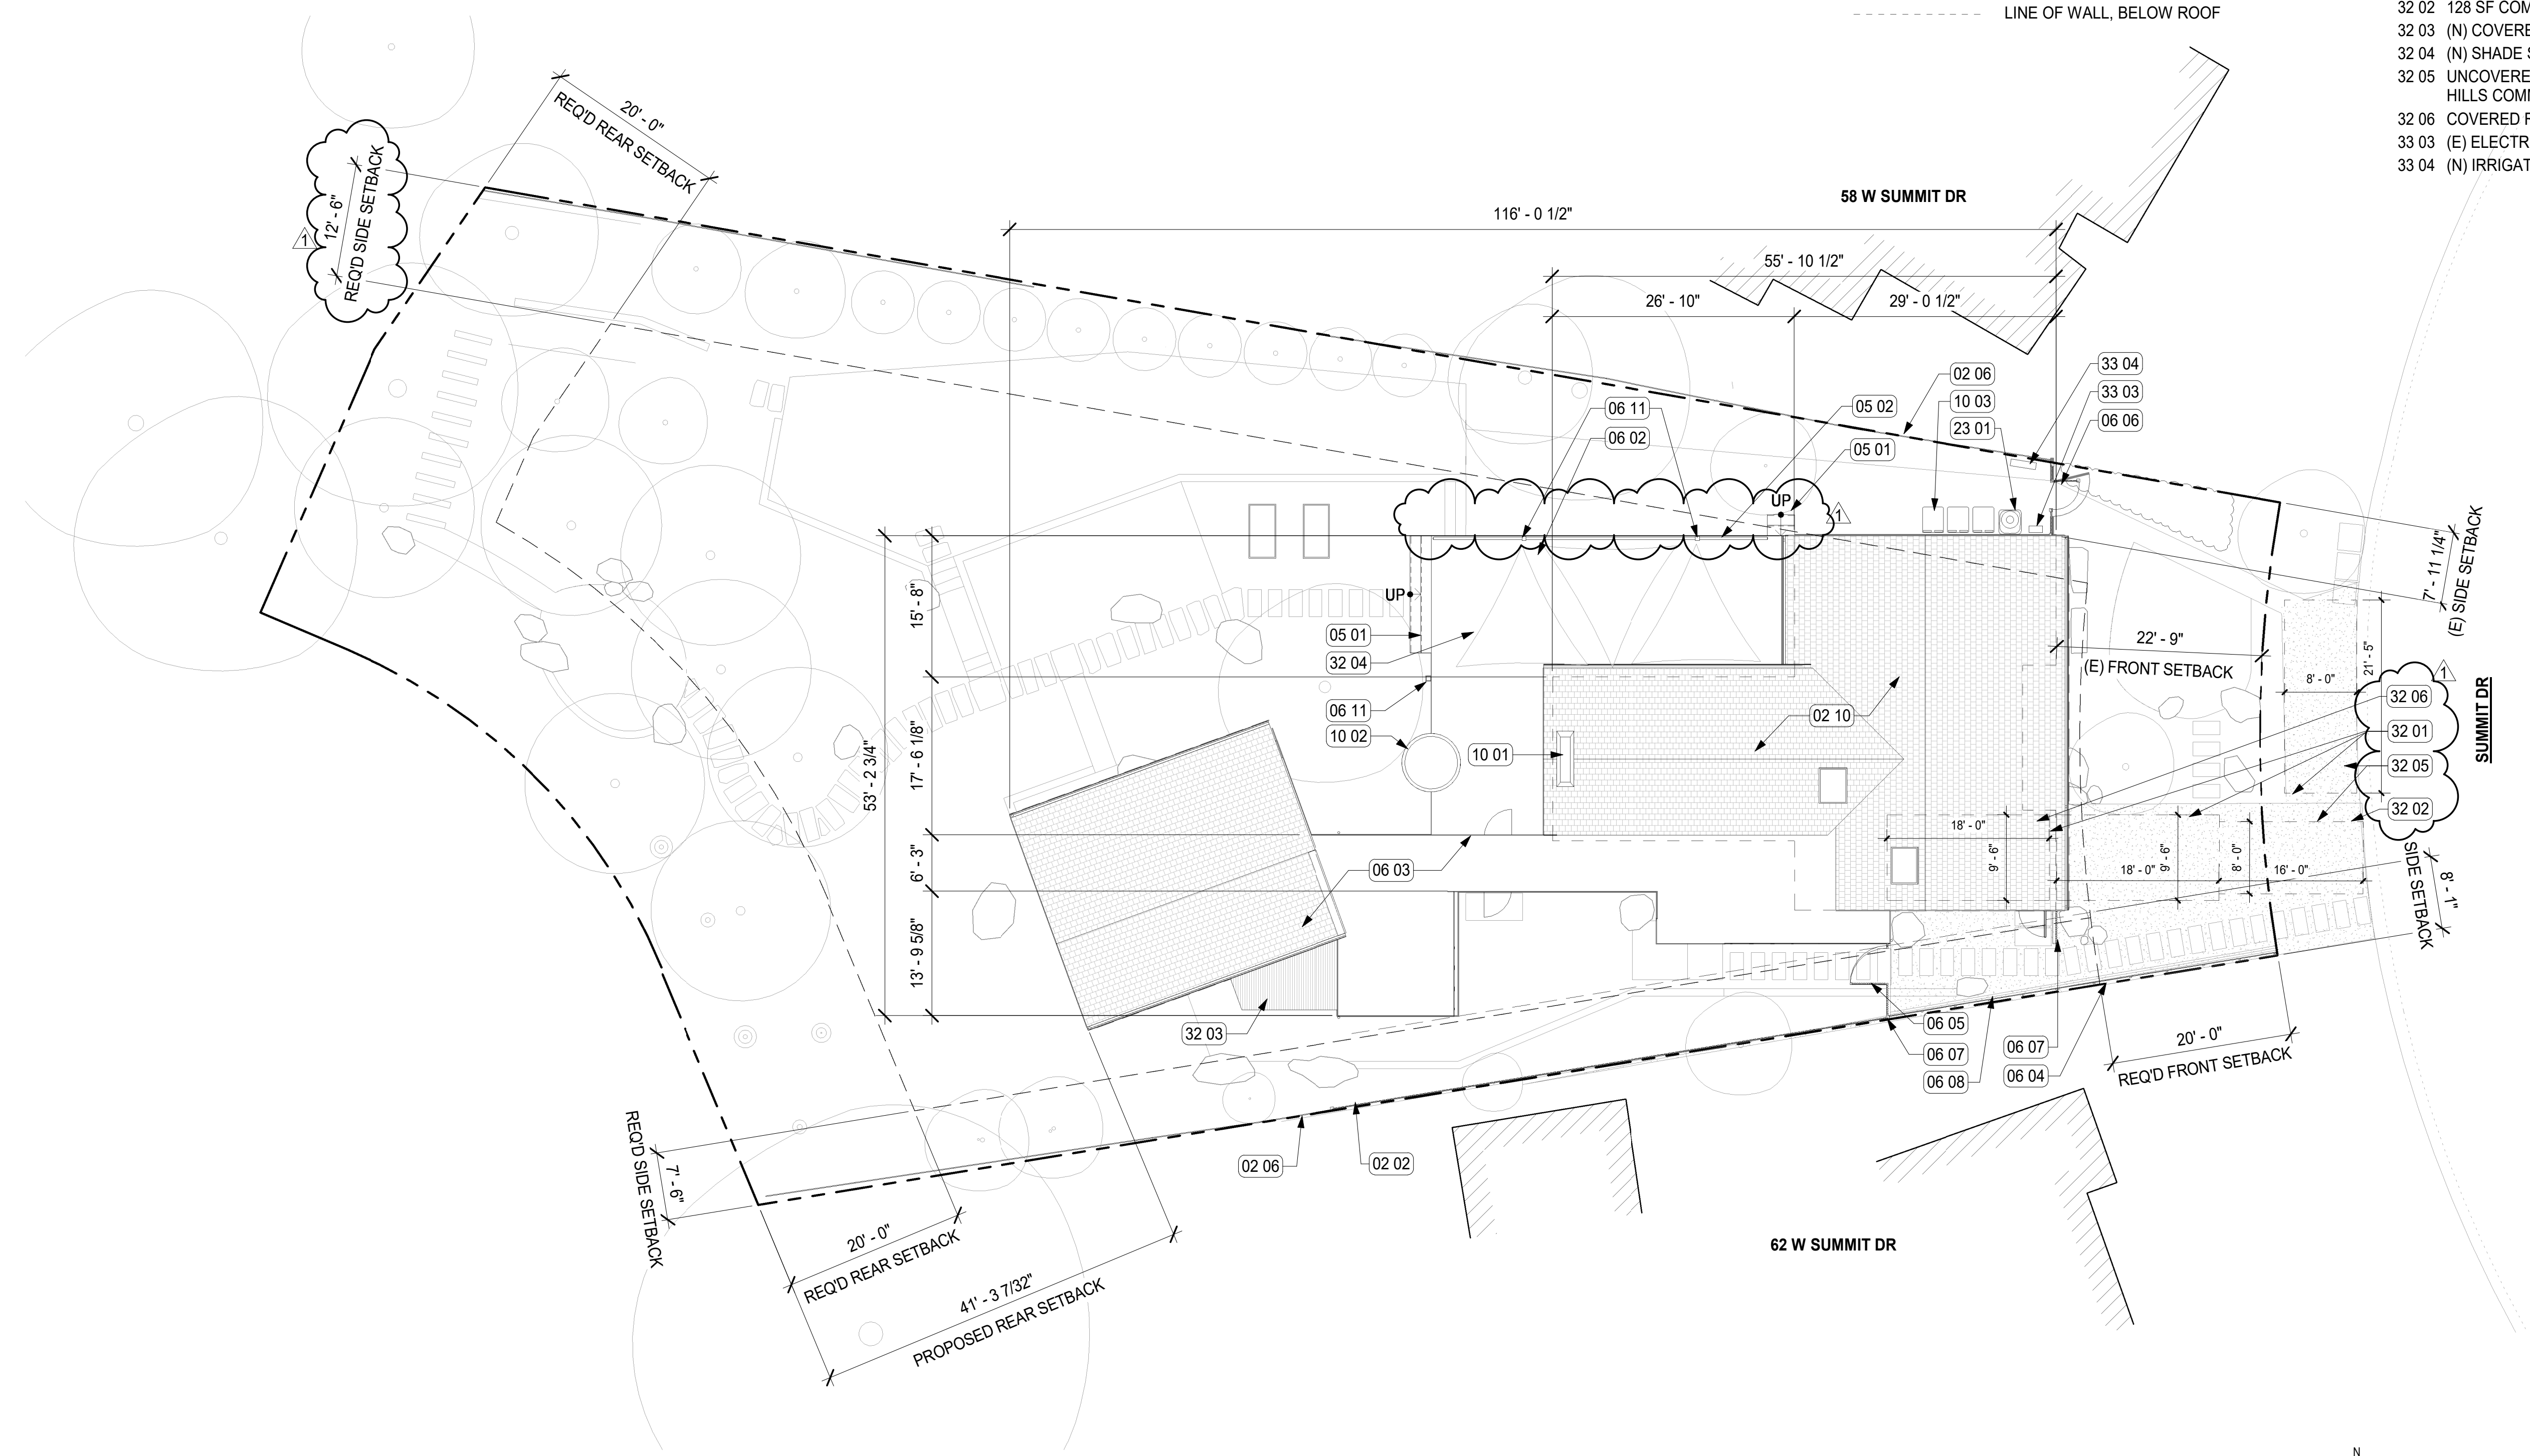 LINE OF WALL, BELOW ROOF
32 02 128 SF COM
32 03 (N) COVERE
32 04 (N) SHADE S
32 05 UNCOVERE
HILLS COM
32 06 COVERED
33 03 (E) ELECTR
33 04 (N) IRRIGAT
20' - 0"
REQ'D REAR SETBACK
12' - 6"
REQ'D SIDE SETBACK
1
58 W SUMMIT DR
116' - 0 1/2"
55' - 10 1/2"
26' - 10"
29' - 0 1/2"
33 04
02 06
33 03
10 03
06 11
05 02
06 06
23 01
06 02
05 01
UP
1
7' - 11 1/4"
(E) SIDE SETBACK
15' - 8"
UP
05 01
32 04
22' - 9"
(E) FRONT SETBACK
21' - 5"
8' - 0"
1
32 06
06 11
02 10
32 01
SUMMIT DR
10 02
10 01
17' - 6 1/8"
53' - 2 3/4"
32 05
32 02
18' - 0"
9' - 6"
18' - 0"
9' - 6"
8' - 0"
16' - 0"
6' - 3"
06 03
SIDE SETBACK
8' - 1"
13' - 9 5/8"
32 03
06 05
06 07
06 08
06 07
06 04
20' - 0"
REQ'D FRONT SETBACK
REQ'D SIDE SETBACK
7' - 6"
02 06
02 02
20' - 0"
REQ'D REAR SETBACK
62 W SUMMIT DR
41' - 3 7/32"
PROPOSED REAR SETBACK
N